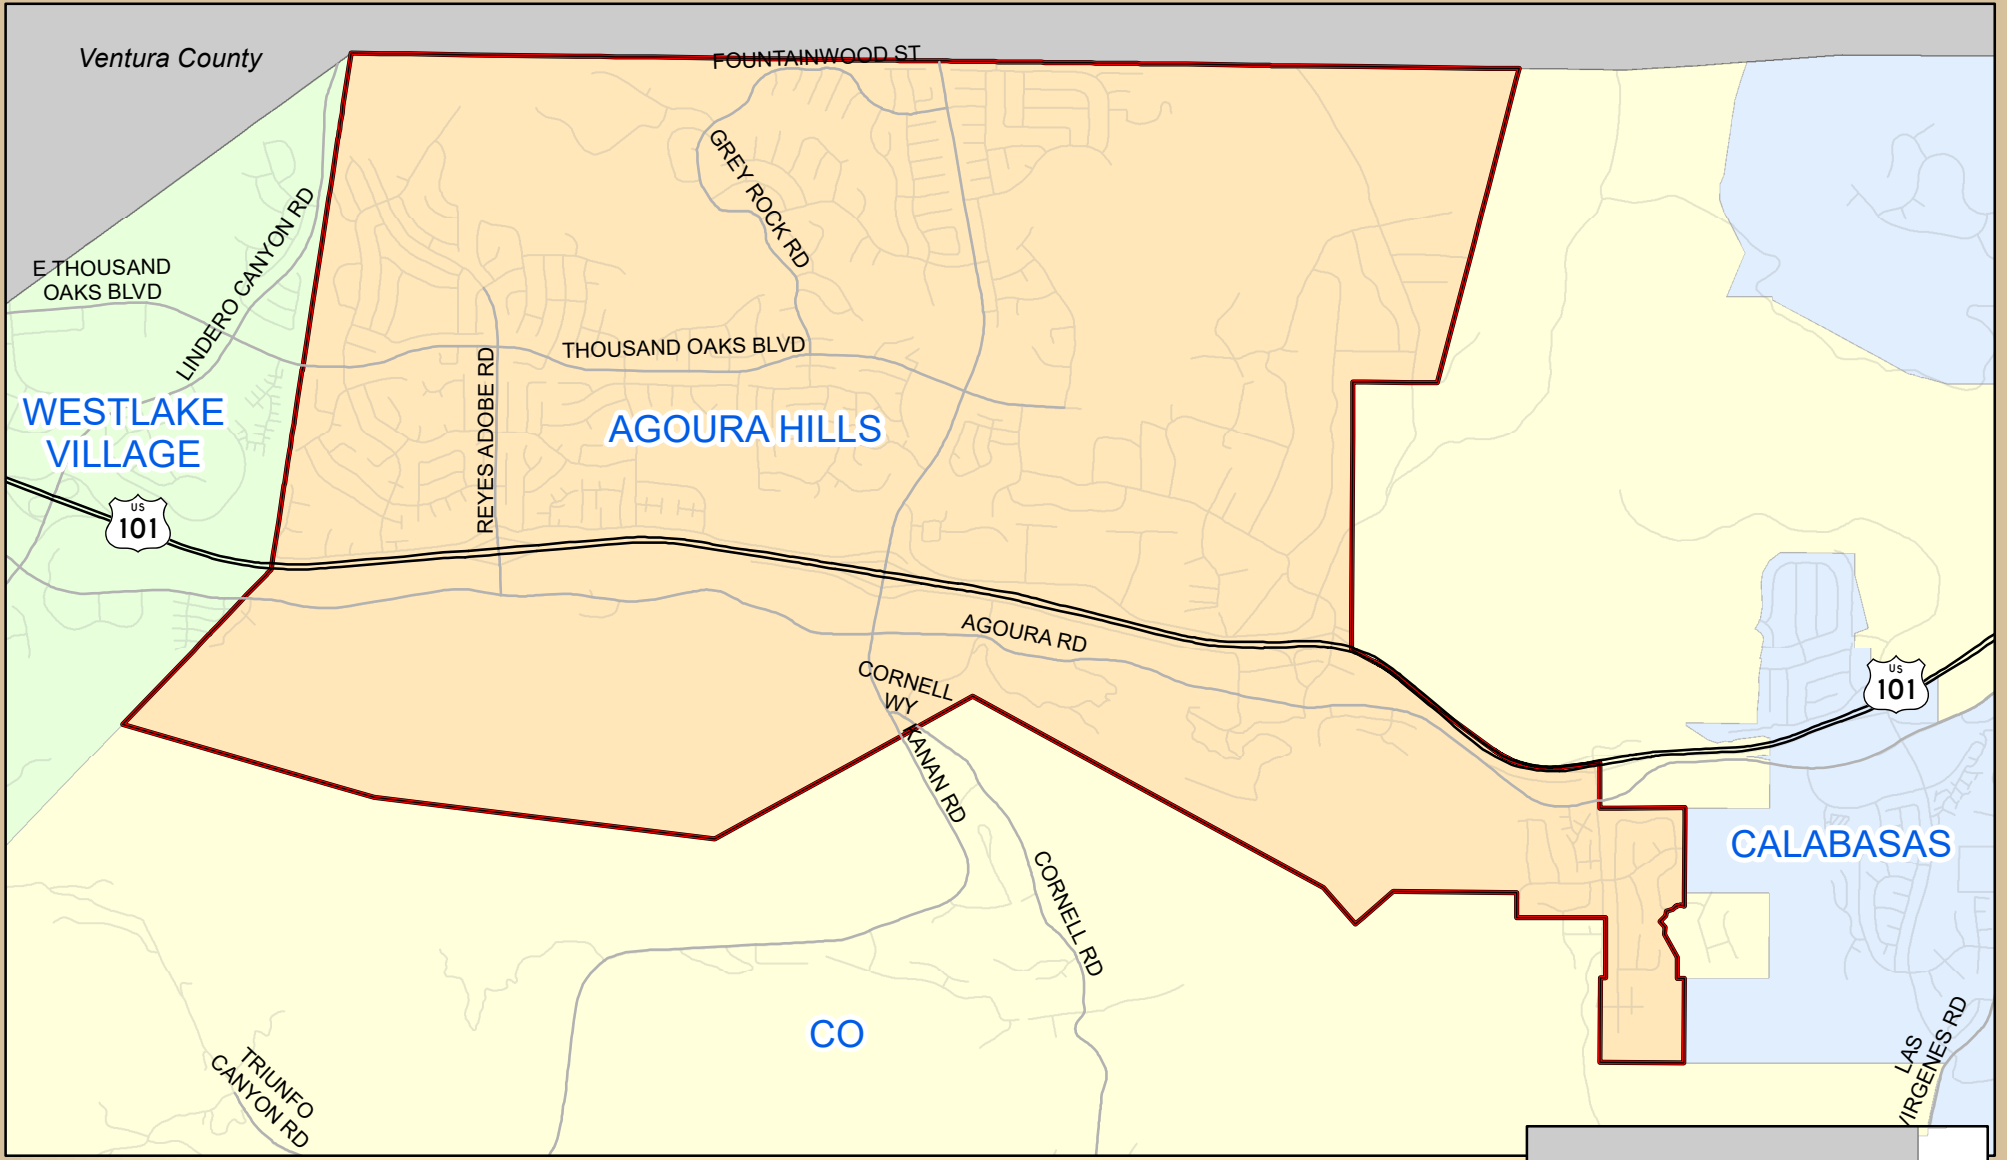 Ventura County
FOUNTAINWOOD ST
GREY ROCK RD
LINDERO CANYON RD
E THOUSAND
OAKS BLVD
THOUSAND OAKS BLVD
REYES ADOBE RD
WESTLAKE
VILLAGE
AGOURA HILLS
US
101
AGOURA RD
CORNELL
WY
US
101
KANAN RD
CALABASAS
CORNELL RD
CO
LAS
VIRGENES RD
TRIUNFO
CANYON RD